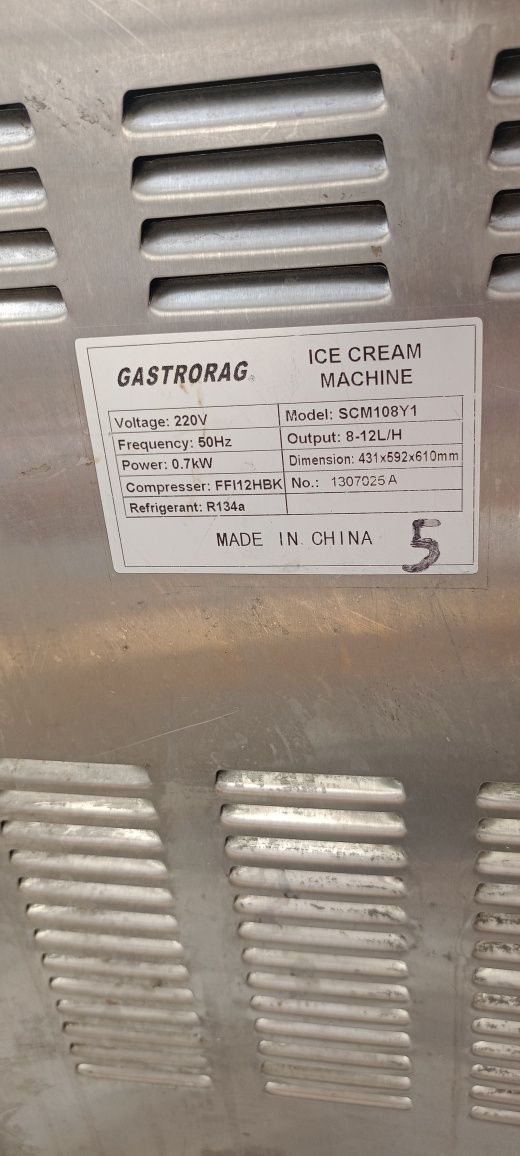 GASTRORAG
ICE CREAM
MACHINE
Voltage: 220V
Model: SCM108Y1
Frequency: 50Hz
Output: 8-12L/H
Power: 0.7kW
Dimension: 431x592x610mm
Compresser: FFI12HBK
No.: 1307025A
Refrigerant: R134a
MADE IN CHINA
5